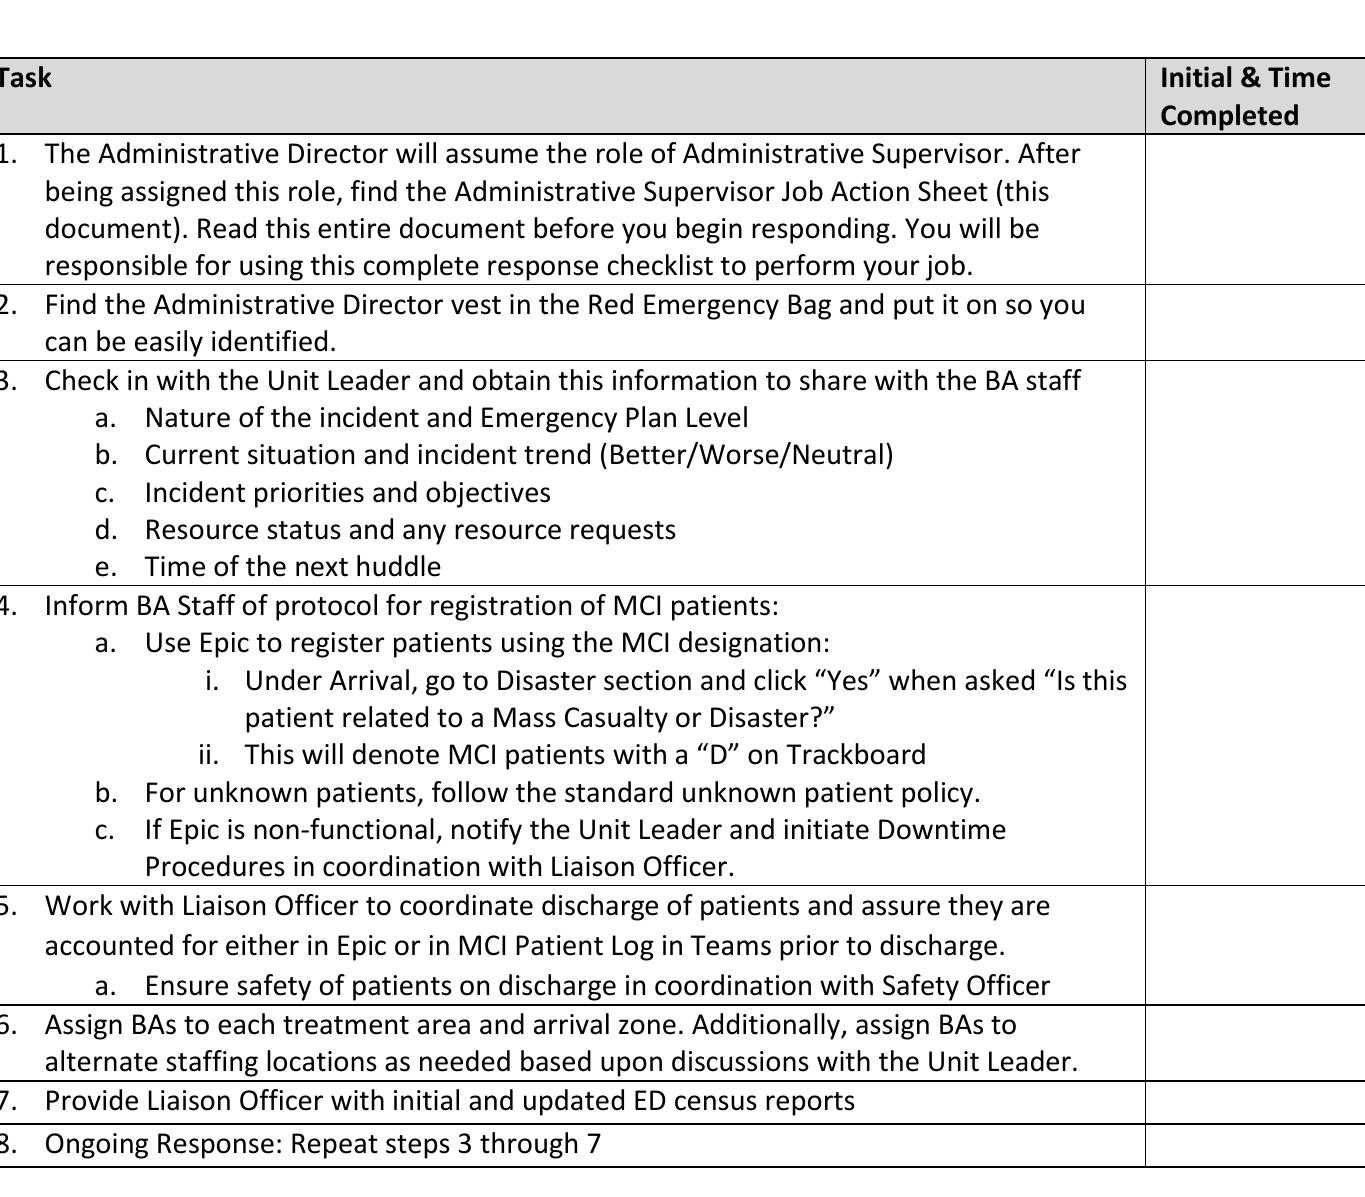 Task
Initial & Time
Completed
1. The Administrative Director will assume the role of Administrative Supervisor. After
being assigned this role, find the Administrative Supervisor Job Action Sheet (this
document). Read this entire document before you begin responding. You will be
responsible for using this complete response checklist to perform your job.
2. Find the Administrative Director vest in the Red Emergency Bag and put it on so you
can be easily identified.
3. Check in with the Unit Leader and obtain this information to share with the BA staff
a. Nature of the incident and Emergency Plan Level
b. Current situation and incident trend (Better/Worse/Neutral)
c. Incident priorities and objectives
d. Resource status and any resource requests
e. Time of the next huddle
4. Inform BA Staff of protocol for registration of MCI patients:
a. Use Epic to register patients using the MCI designation:
i. Under Arrival, go to Disaster section and click “Yes” when asked “Is this
patient related to a Mass Casualty or Disaster?”
ii. This will denote MCI patients with a “D” on Trackboard
b. For unknown patients, follow the standard unknown patient policy.
c. If Epic is non-functional, notify the Unit Leader and initiate Downtime
Procedures in coordination with Liaison Officer.
5. Work with Liaison Officer to coordinate discharge of patients and assure they are
accounted for either in Epic or in MCI Patient Log in Teams prior to discharge.
a. Ensure safety of patients on discharge in coordination with Safety Officer
6. Assign BAs to each treatment area and arrival zone. Additionally, assign BAs to
alternate staffing locations as needed based upon discussions with the Unit Leader.
7. Provide Liaison Officer with initial and updated ED census reports
8. Ongoing Response: Repeat steps 3 through 7